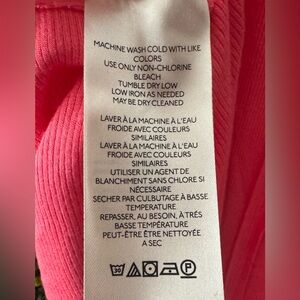 MACHINE WASH COLD WITH LIKE
COLORS
USE ONLY NON-CHLORINE
BLEACH
TUMBLE DRY LOW
LOW IRON AS NEEDED
MAY BE DRY CLEANED
LAVER À LA MACHINE À L'EAU
FROIDE AVEC COULEURS
SIMILAIRES
LAVER À LA MACHINE À L'EAU
FROIDE AVEC COULEURS
SIMILAIRES
UTILISER UN AGENT DE
BLANCHIMENT SANS CHLORE SI
NÉCESSAIRE
SECHER PAR CULBUTAGE À BASSE
TEMPERATURE
REPASSER, AU BESOIN, À TRÉS
BASSE TEMPÉRATURE
PEUT-ÊTRE ÊTRE NETTOYÉE
A SEC